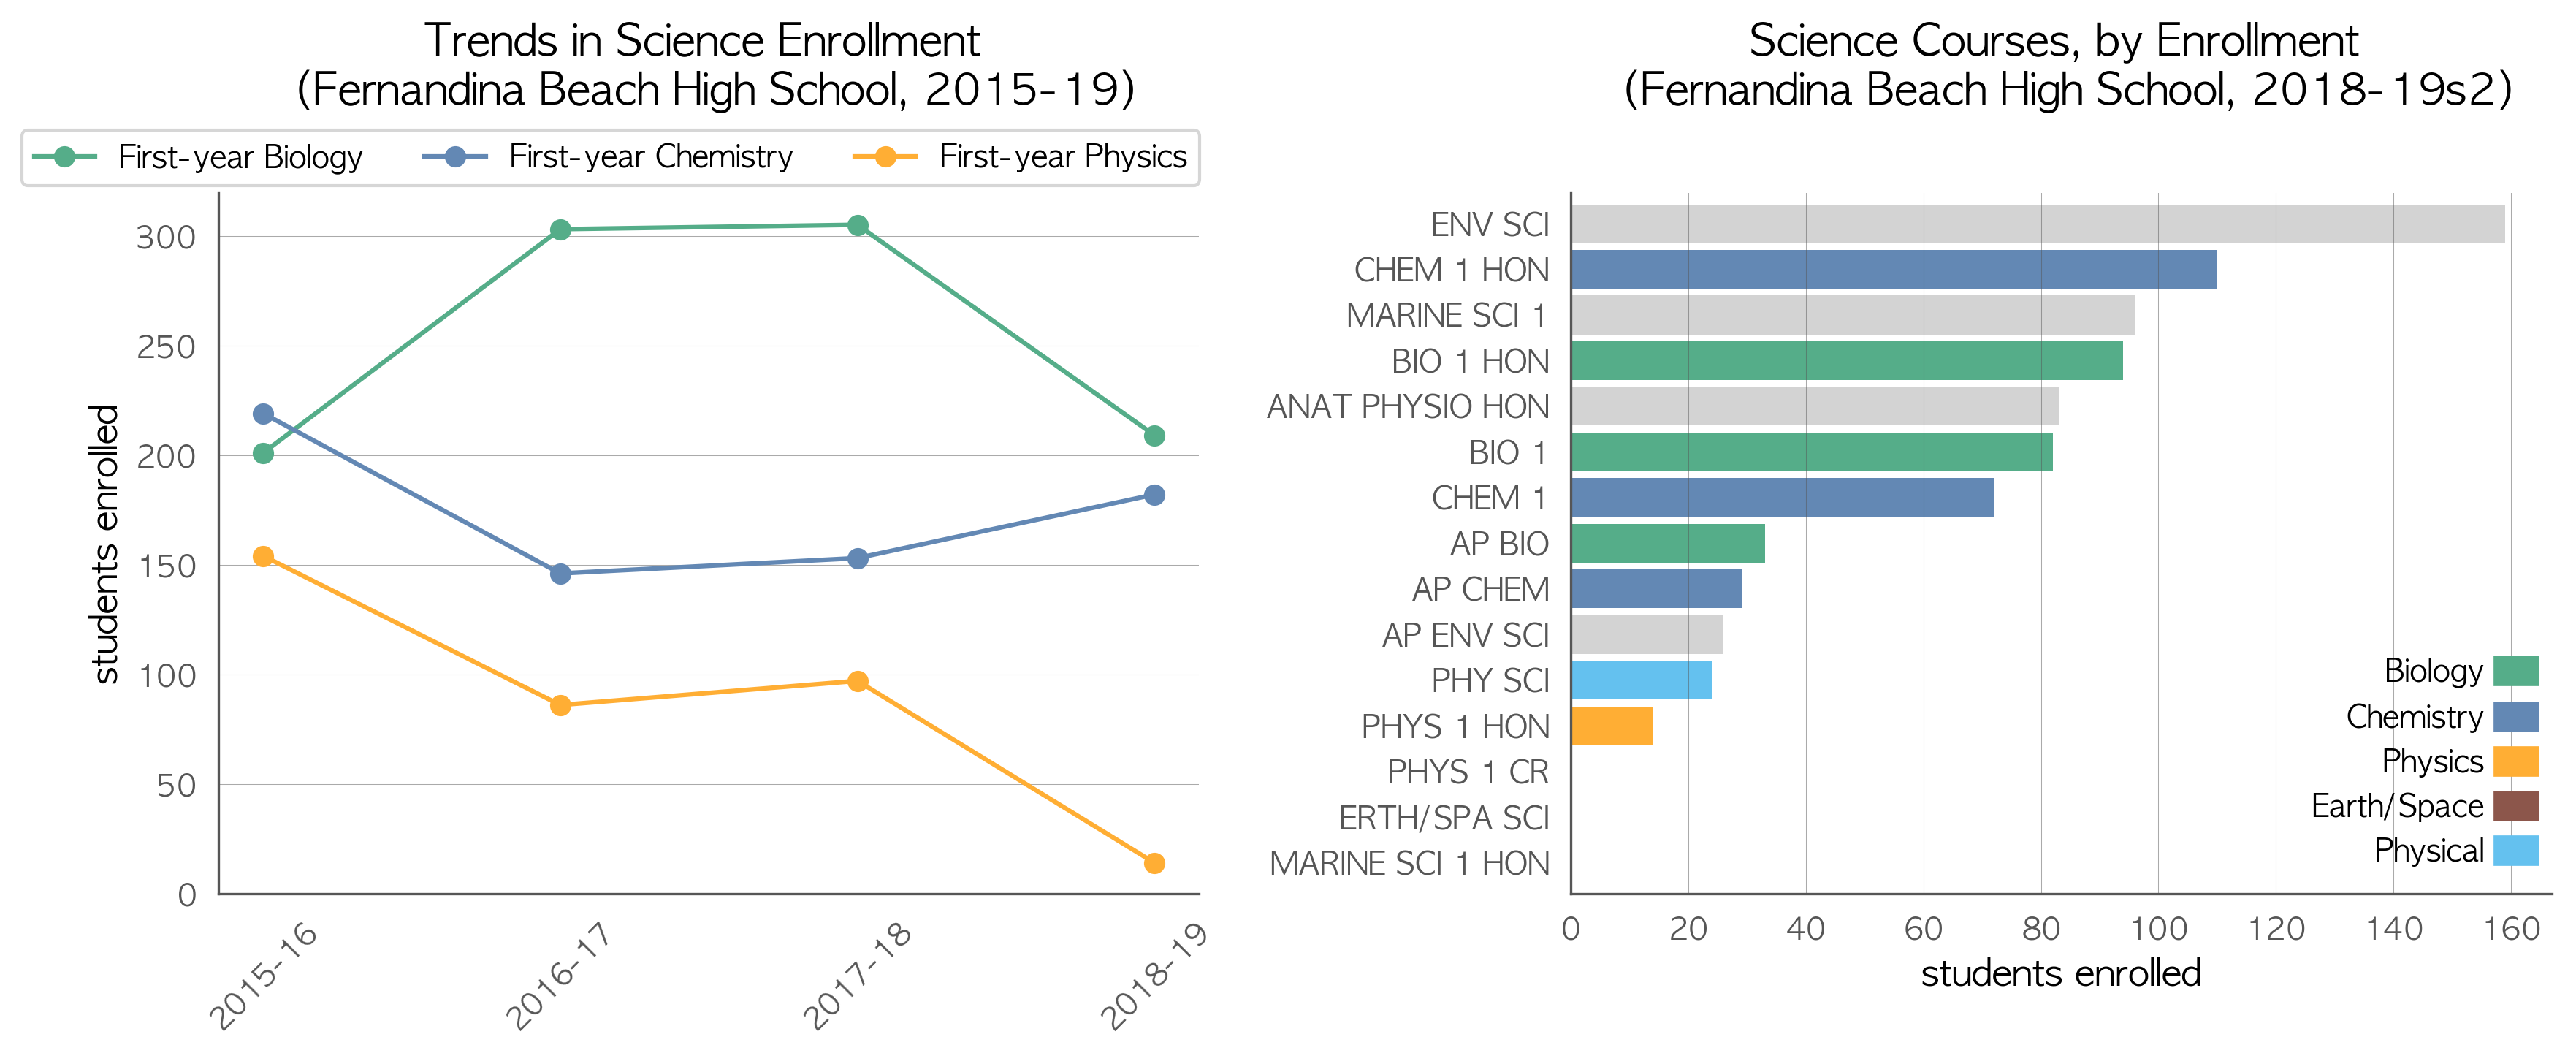 Trends in Science Enrollment
(Fernandina Beach High School, 2015-19)
First-year Biology
First-year Chemistry
First-year Physics
300
250
200
150
100
50
0
students enrolled
2015-16
2016-17
2017-18
2018-19
Science Courses, by Enrollment
(Fernandina Beach High School, 2018-19s2)
ENV SCI
CHEM 1 HON
MARINE SCI 1
BIO 1 HON
ANAT PHYSIO HON
BIO 1
CHEM 1
AP BIO
AP CHEM
AP ENV SCI
PHY SCI
PHYS 1 HON
PHYS 1 CR
ERTH/SPA SCI
MARINE SCI 1 HON
Biology
Chemistry
Physics
Earth/Space
Physical
0 20 40 60 80 100 120 140 160
students enrolled